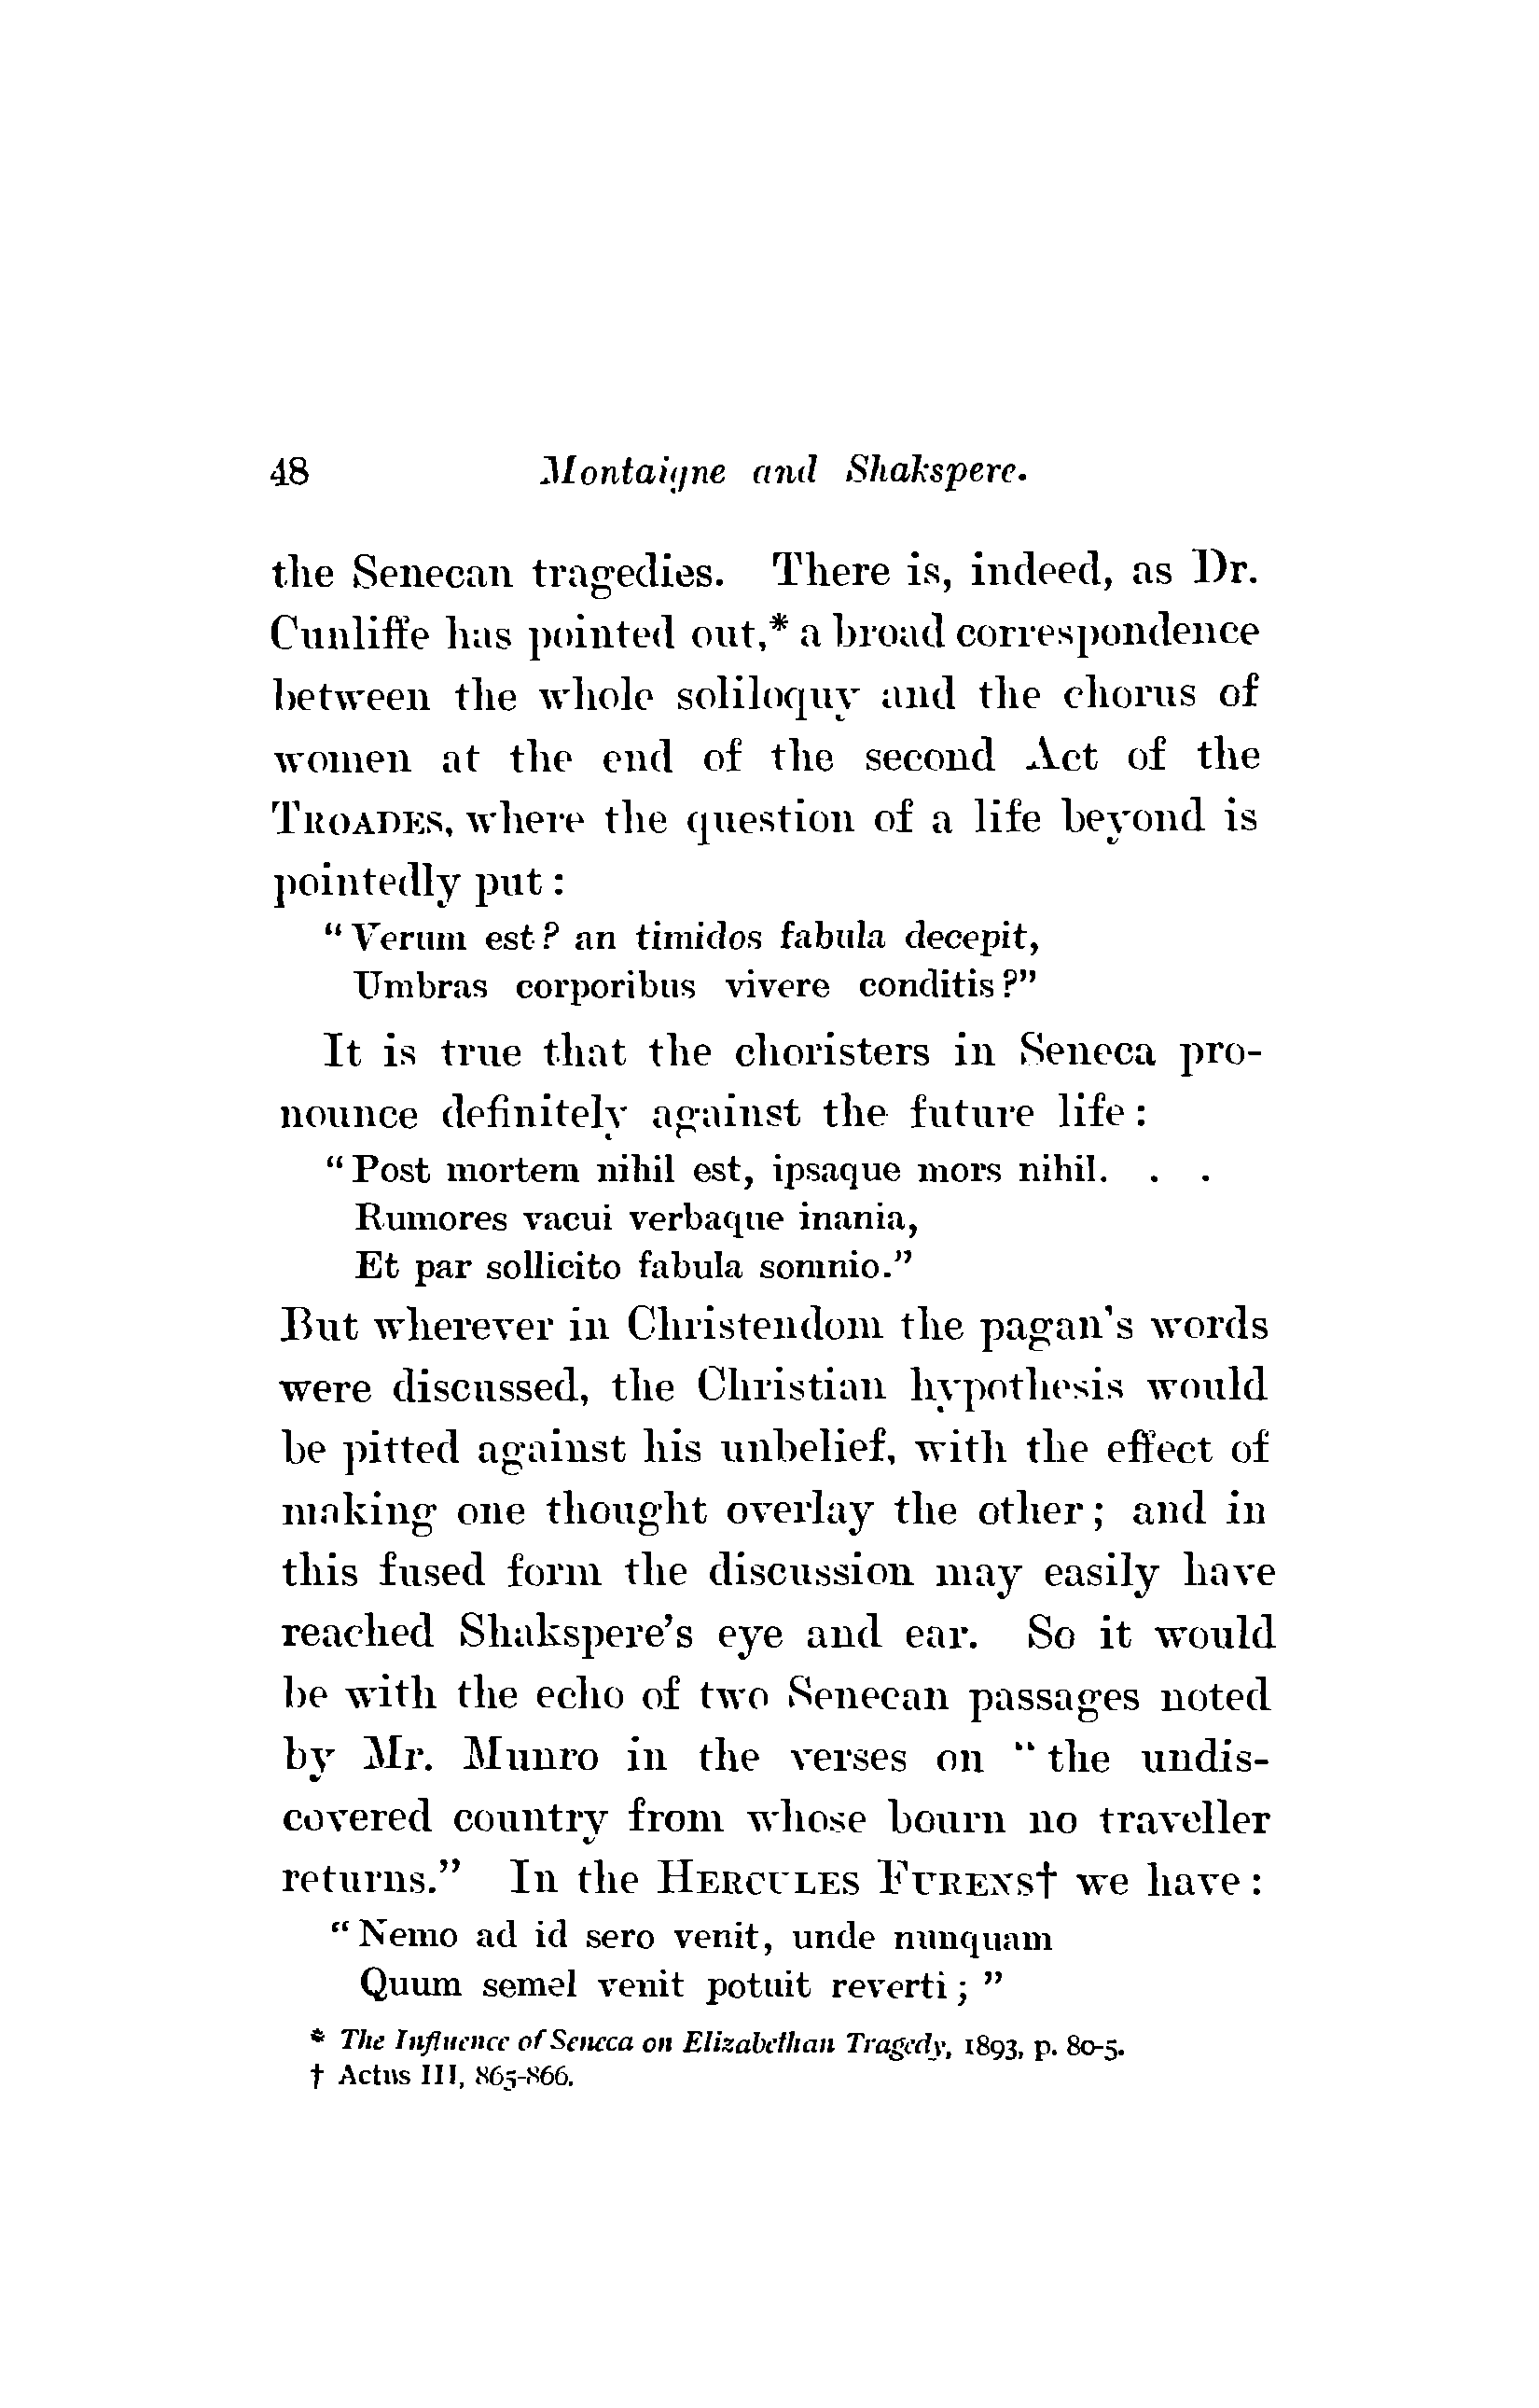 48 Montaigne and Shakspere.
the Senecan tragedies. There is, indeed, as Dr.
Cunliffe has pointed out,* a broad correspondence
between the whole soliloquy and the chorus of
women at the end of the second Act of the
TROADES, where the question of a life beyond is
pointedly put :
“ Verum est ? an timidos fabula decepit,
Umbras corporibus vivere conditis ?”
It is true that the choristers in Seneca pro-
nounce definitely against the future life :
“ Post mortem nihil est, ipsaque mors nihil. . .
Rumores vacui verbaque inania,
Et par sollicito fabula somnio.”
But wherever in Christendom the pagan's words
were discussed, the Christian hypothesis would
be pitted against his unbelief, with the effect of
making one thought overlay the other ; and in
this fused form the discussion may easily have
reached Shakspere's eye and ear. So it would
be with the echo of two Senecan passages noted
by Mr. Munro in the verses on “ the undis-
covered country from whose bourn no traveller
returns.” In the HERCULES FURENS† we have :
“ Nemo ad id sero venit, unde nunquam
Quum semel venit potuit reverti ; ”
* The Influence of Seneca on Elizabethan Tragedy, 1893, p. 80-5.
† Actus III, 865-866.